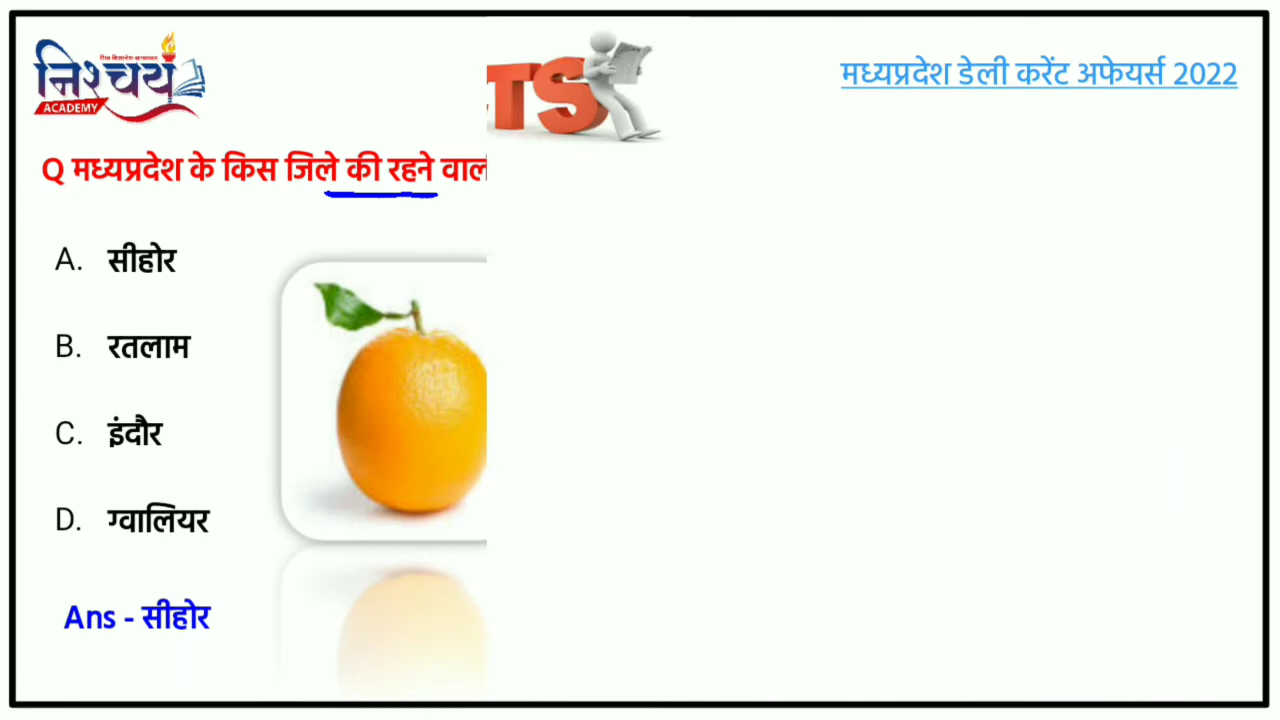 निश्चय
ACADEMY
TS
मध्यप्रदेश डेली करेंट अफेयर्स 2022
Q मध्यप्रदेश के किस जिले की रहने वाल
A. सीहोर
B. रतलाम
C. इंदौर
D. ग्वालियर
Ans - सीहोर